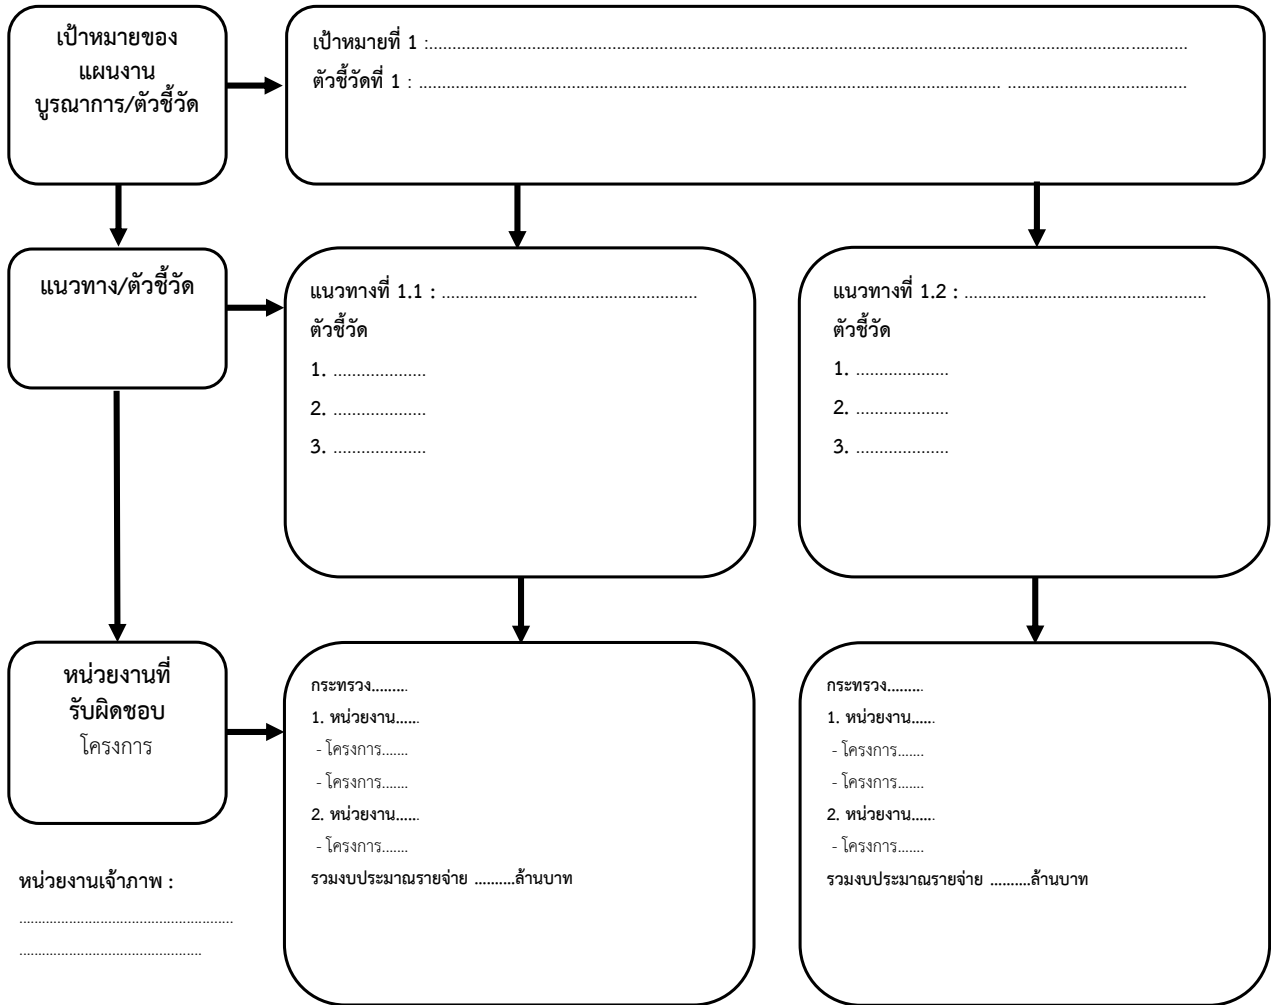 เป้าหมายของ
แผนงาน
บูรณาการ/ตัวชี้วัด
เป้าหมายที่ 1 :....................................................................................................................................................................
ตัวชี้วัดที่ 1 : ............................................................................................................................. .......................................
แนวทาง/ตัวชี้วัด
แนวทางที่ 1.1 : .......................................................
ตัวชี้วัด
1. ....................
2. ....................
3. ....................
แนวทางที่ 1.2 : ....................................................
ตัวชี้วัด
1. ....................
2. ....................
3. ....................
หน่วยงานที่
รับผิดชอบ
โครงการ
กระทรวง.........
1. หน่วยงาน......
- โครงการ.......
- โครงการ.......
2. หน่วยงาน......
- โครงการ.......
รวมงบประมาณรายจ่าย ..........ล้านบาท
กระทรวง.........
1. หน่วยงาน......
- โครงการ.......
- โครงการ.......
2. หน่วยงาน......
- โครงการ.......
รวมงบประมาณรายจ่าย ..........ล้านบาท
หน่วยงานเจ้าภาพ :
.......................................................
...............................................